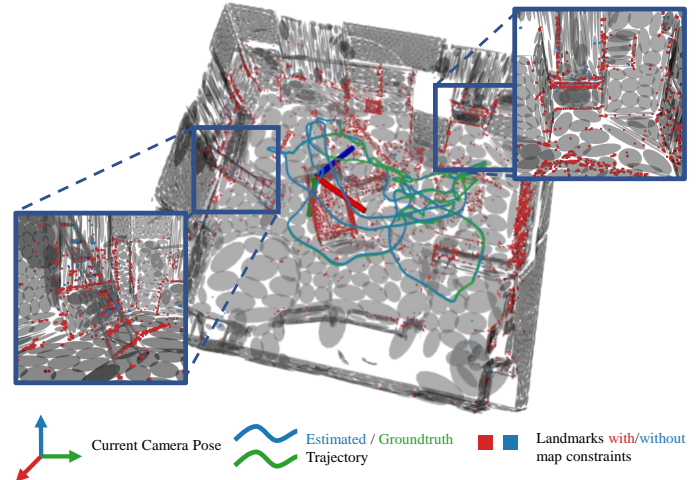 Current Camera Pose
Estimated / Groundtruth
Trajectory
Landmarks with/without
map constraints